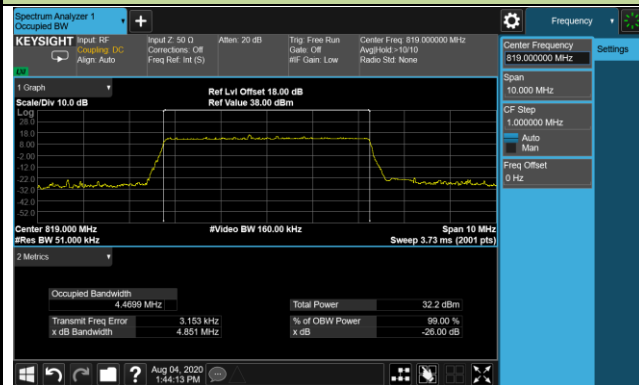 Spectrum Analyzer 1
Occupied BW
Frequency
KEYSIGHT
Input: RF
Coupling: DC
Align: Auto
Input Z: 50 Ω
Corrections: Off
Freq Ref: Int (S)
Atten: 20 dB
Trig: Free Run
Gate: Off
#IF Gain: Low
Center Freq: 819.000000 MHz
Avg|Hold:>10/10
Radio Std: None
Center Frequency
819.000000 MHz
Settings
Span
10.000 MHz
CF Step
1.000000 MHz
Auto
Man
Freq Offset
0 Hz
1 Graph
Scale/Div 10.0 dB
Ref Lvl Offset 18.00 dB
Ref Value 38.00 dBm
Log
28.0
18.0
8.00
-2.00
-12.0
-22.0
-32.0
-42.0
-52.0
Center 819.000 MHz
#Res BW 51.000 kHz
#Video BW 160.00 kHz
Span 10 MHz
Sweep 3.73 ms (2001 pts)
2 Metrics
Occupied Bandwidth
4.4699 MHz
Total Power 32.2 dBm
Transmit Freq Error 3.153 kHz
% of OBW Power 99.00 %
x dB Bandwidth 4.851 MHz
x dB -26.00 dB
?
Aug 04, 2020
1:44:13 PM